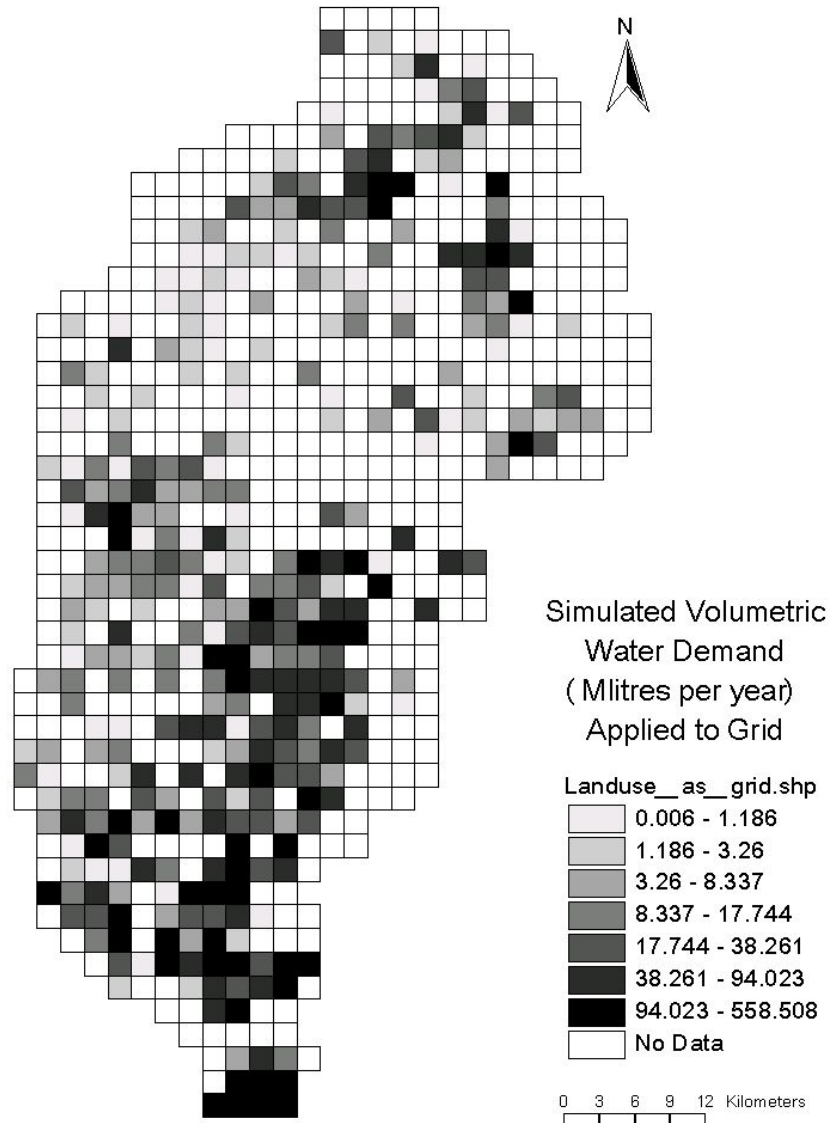 N
Simulated Volumetric
Water Demand
( Mlitres per year)
Applied to Grid
Landuse__as__grid.shp
0.006 - 1.186
1.186 - 3.26
3.26 - 8.337
8.337 - 17.744
17.744 - 38.261
38.261 - 94.023
94.023 - 558.508
No Data
0 3 6 9 12 Kilometers